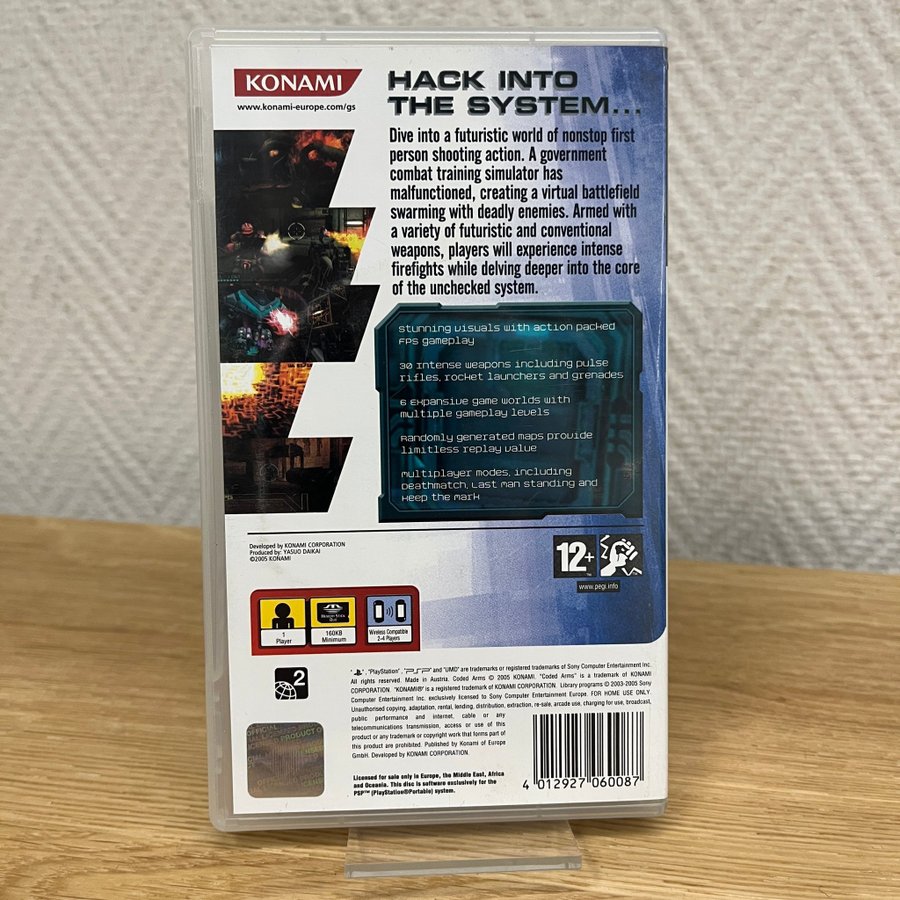 KONAMI
www.konami-europe.com/gs
HACK INTO
THE SYSTEM...
Dive into a futuristic world of nonstop first
person shooting action. A government
combat training simulator has
malfunctioned, creating a virtual battlefield
swarming with deadly enemies. Armed with
a variety of futuristic and conventional
weapons, players will experience intense
firefights while delving deeper into the core
of the unchecked system.
stunning visuals with action packed
FPS gameplay
30 intense weapons including pulse
rifles, rocket launchers and grenades
6 expansive game worlds with
multiple gameplay levels
Randomly generated maps provide
limitless replay value
multiplayer modes, including
Deathmatch, Last man standing and
keep the mark
Developed by KONAMI CORPORATION
Produced by: YASUO DAIKAI
©2005 KONAMI
12+
www.pegi.info
1
Player
MEMORY STICK
DUO
160KB
Minimum
Wireless Compatible
2-4 Players
2
"PlayStation", "PSP" and "UMD" are trademarks or registered trademarks of Sony Computer Entertainment Inc.
All rights reserved. Made in Austria. Coded Arms © 2005 KONAMI. "Coded Arms" is a trademark of KONAMI
CORPORATION. "KONAMI®" is a registered trademark of KONAMI CORPORATION. Library programs © 2003-2005 Sony
Computer Entertainment Inc. exclusively licensed to Sony Computer Entertainment Europe. FOR HOME USE ONLY.
Unauthorised copying, adaptation, rental, lending, distribution, extraction, re-sale, arcade use, charging for use, broadcast,
public performance and internet, cable or any
telecommunications transmission, access or use of this
product or any trademark or copyright work that forms part of
this product are prohibited. Published by Konami of Europe
GmbH. Developed by KONAMI CORPORATION.
Licensed for sale only in Europe, the Middle East, Africa
and Oceania. This disc is software exclusively for the
PSP™ (PlayStation®Portable) system.
4 012927 060087